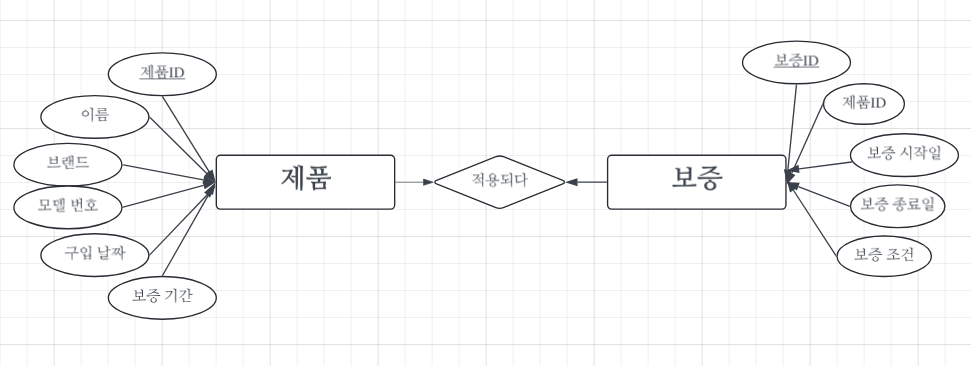 제품ID
이름
브랜드
모델 번호
구입 날짜
보증 기간
제품
적용되다
보증
보증ID
제품ID
보증 시작일
보증 종료일
보증 조건